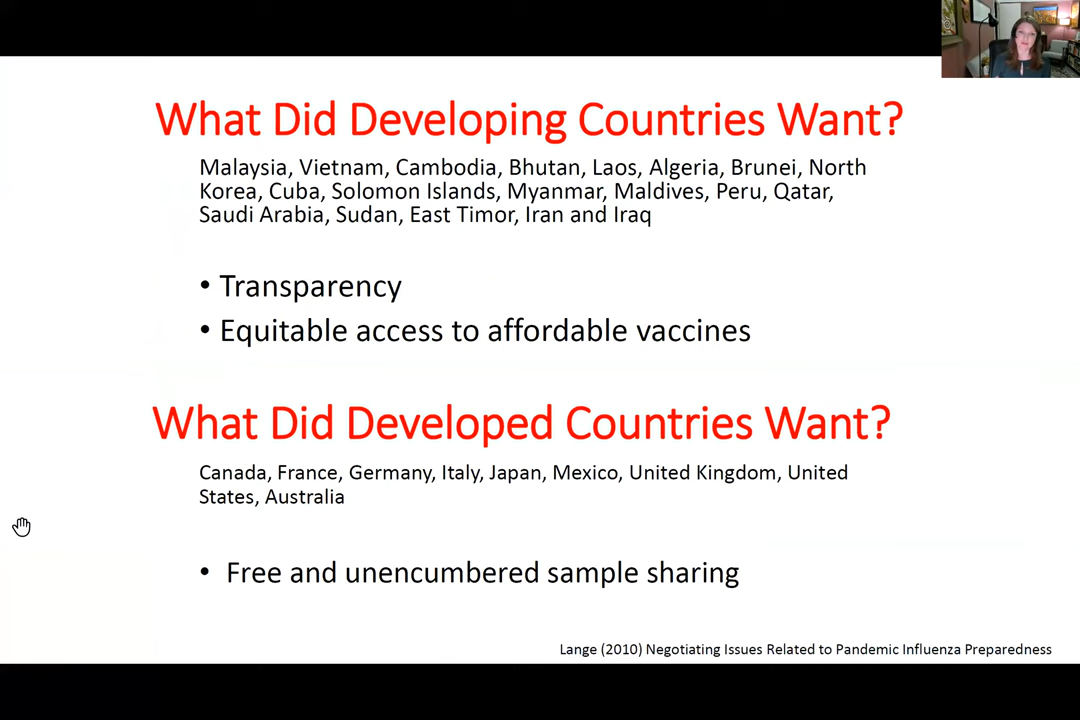 What Did Developing Countries Want?
Malaysia, Vietnam, Cambodia, Bhutan, Laos, Algeria, Brunei, North
Korea, Cuba, Solomon Islands, Myanmar, Maldives, Peru, Qatar,
Saudi Arabia, Sudan, East Timor, Iran and Iraq
• Transparency
• Equitable access to affordable vaccines
What Did Developed Countries Want?
Canada, France, Germany, Italy, Japan, Mexico, United Kingdom, United
States, Australia
• Free and unencumbered sample sharing
Lange (2010) Negotiating Issues Related to Pandemic Influenza Preparedness